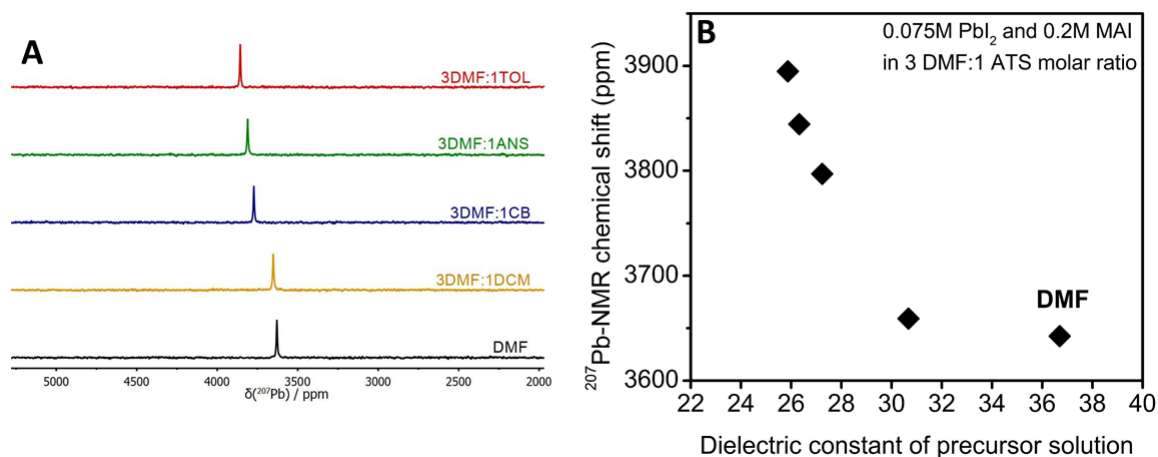 A
3DMF:1TOL
3DMF:1ANS
3DMF:1CB
3DMF:1DCM
DMF
5000 4500 4000 3500 3000 2500 2000
δ(²⁰⁷Pb) / ppm
B
0.075M PbI₂ and 0.2M MAI
in 3 DMF:1 ATS molar ratio
²⁰⁷Pb-NMR chemical shift (ppm)
3900
3800
3700
3600
DMF
22 24 26 28 30 32 34 36 38 40
Dielectric constant of precursor solution